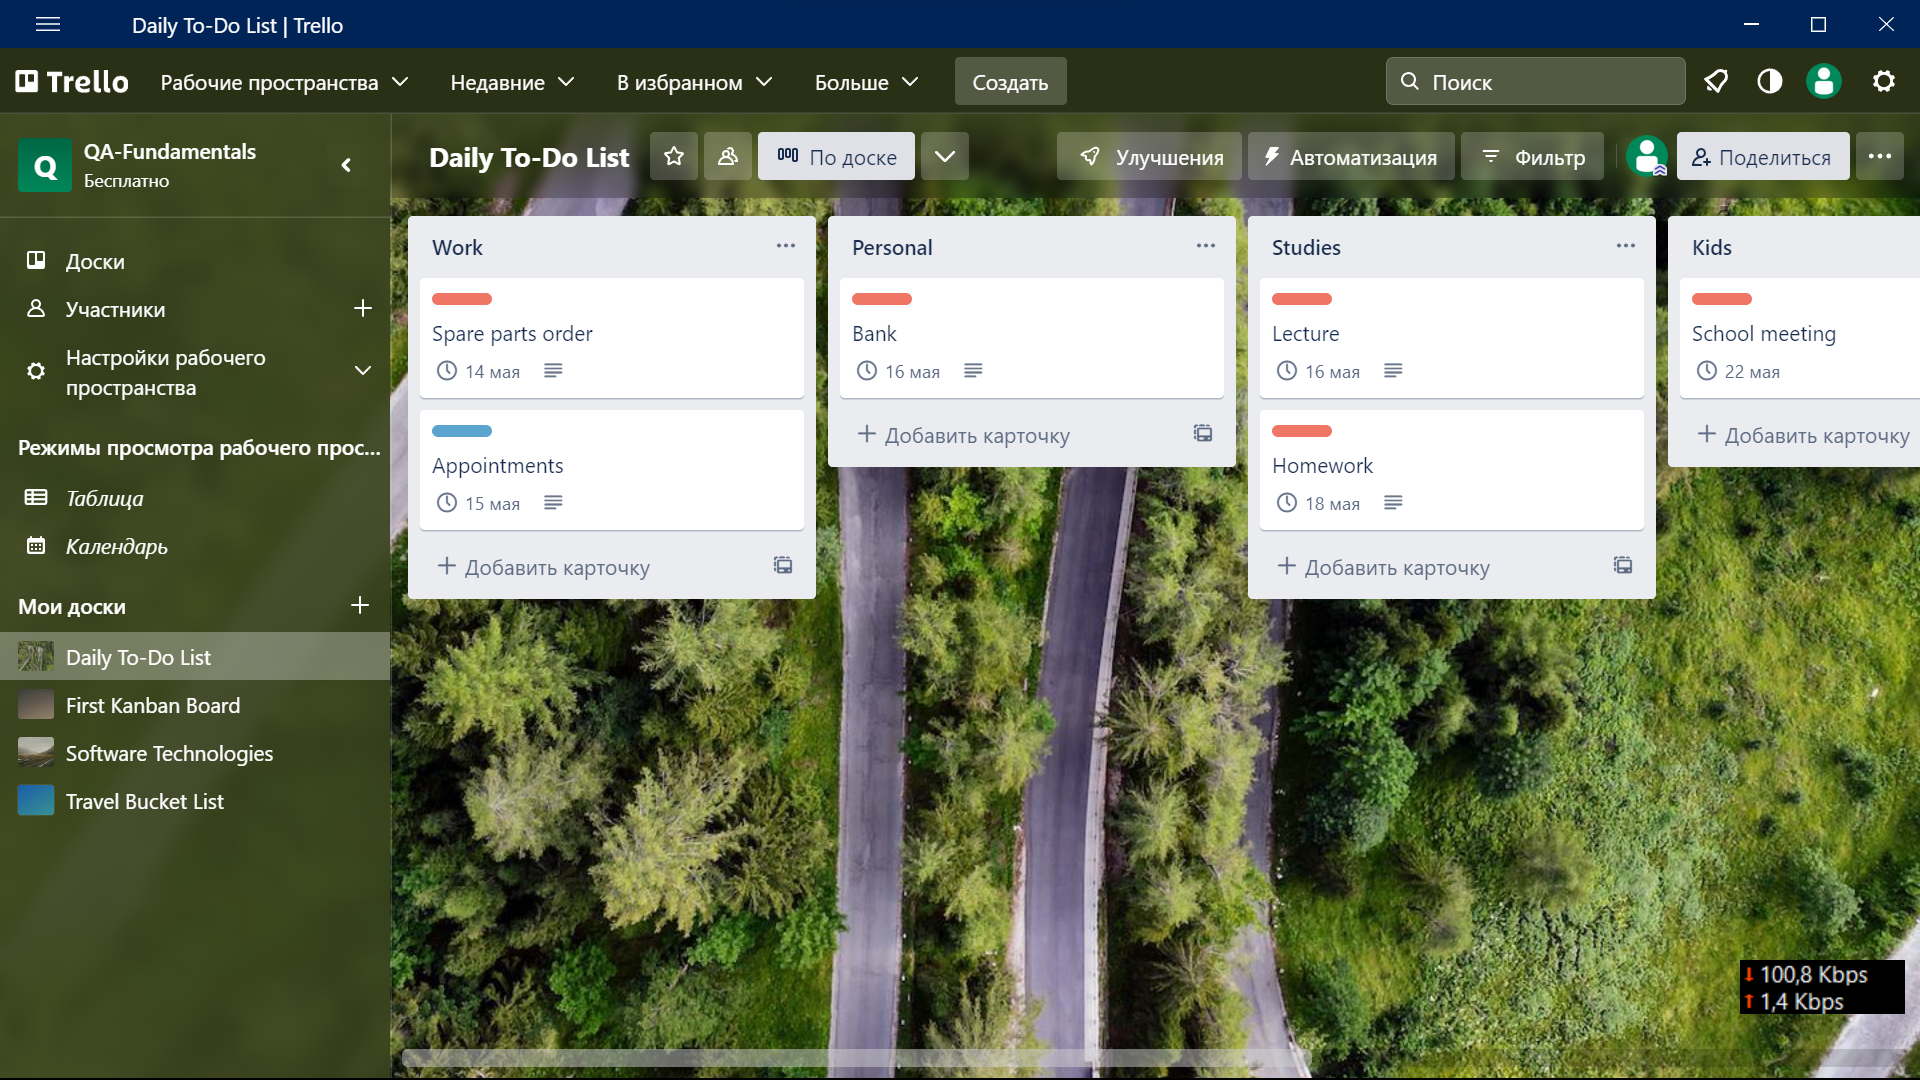 Daily To-Do List | Trello
Trello
Рабочие пространства
Недавние
В избранном
Больше
Создать
Поиск
Q
QA-Fundamentals
Бесплатно
Доски
Участники
Настройки рабочего
пространства
Режимы просмотра рабочего прос...
Таблица
Календарь
Мои доски
Daily To-Do List
First Kanban Board
Software Technologies
Travel Bucket List
Daily To-Do List
По доске
Улучшения
Автоматизация
Фильтр
Поделиться
Work
Spare parts order
14 мая
Appointments
15 мая
Добавить карточку
Personal
Bank
16 мая
Добавить карточку
Studies
Lecture
16 мая
Homework
18 мая
Добавить карточку
Kids
School meeting
22 мая
Добавить карточку
100,8 Kbps
1,4 Kbps